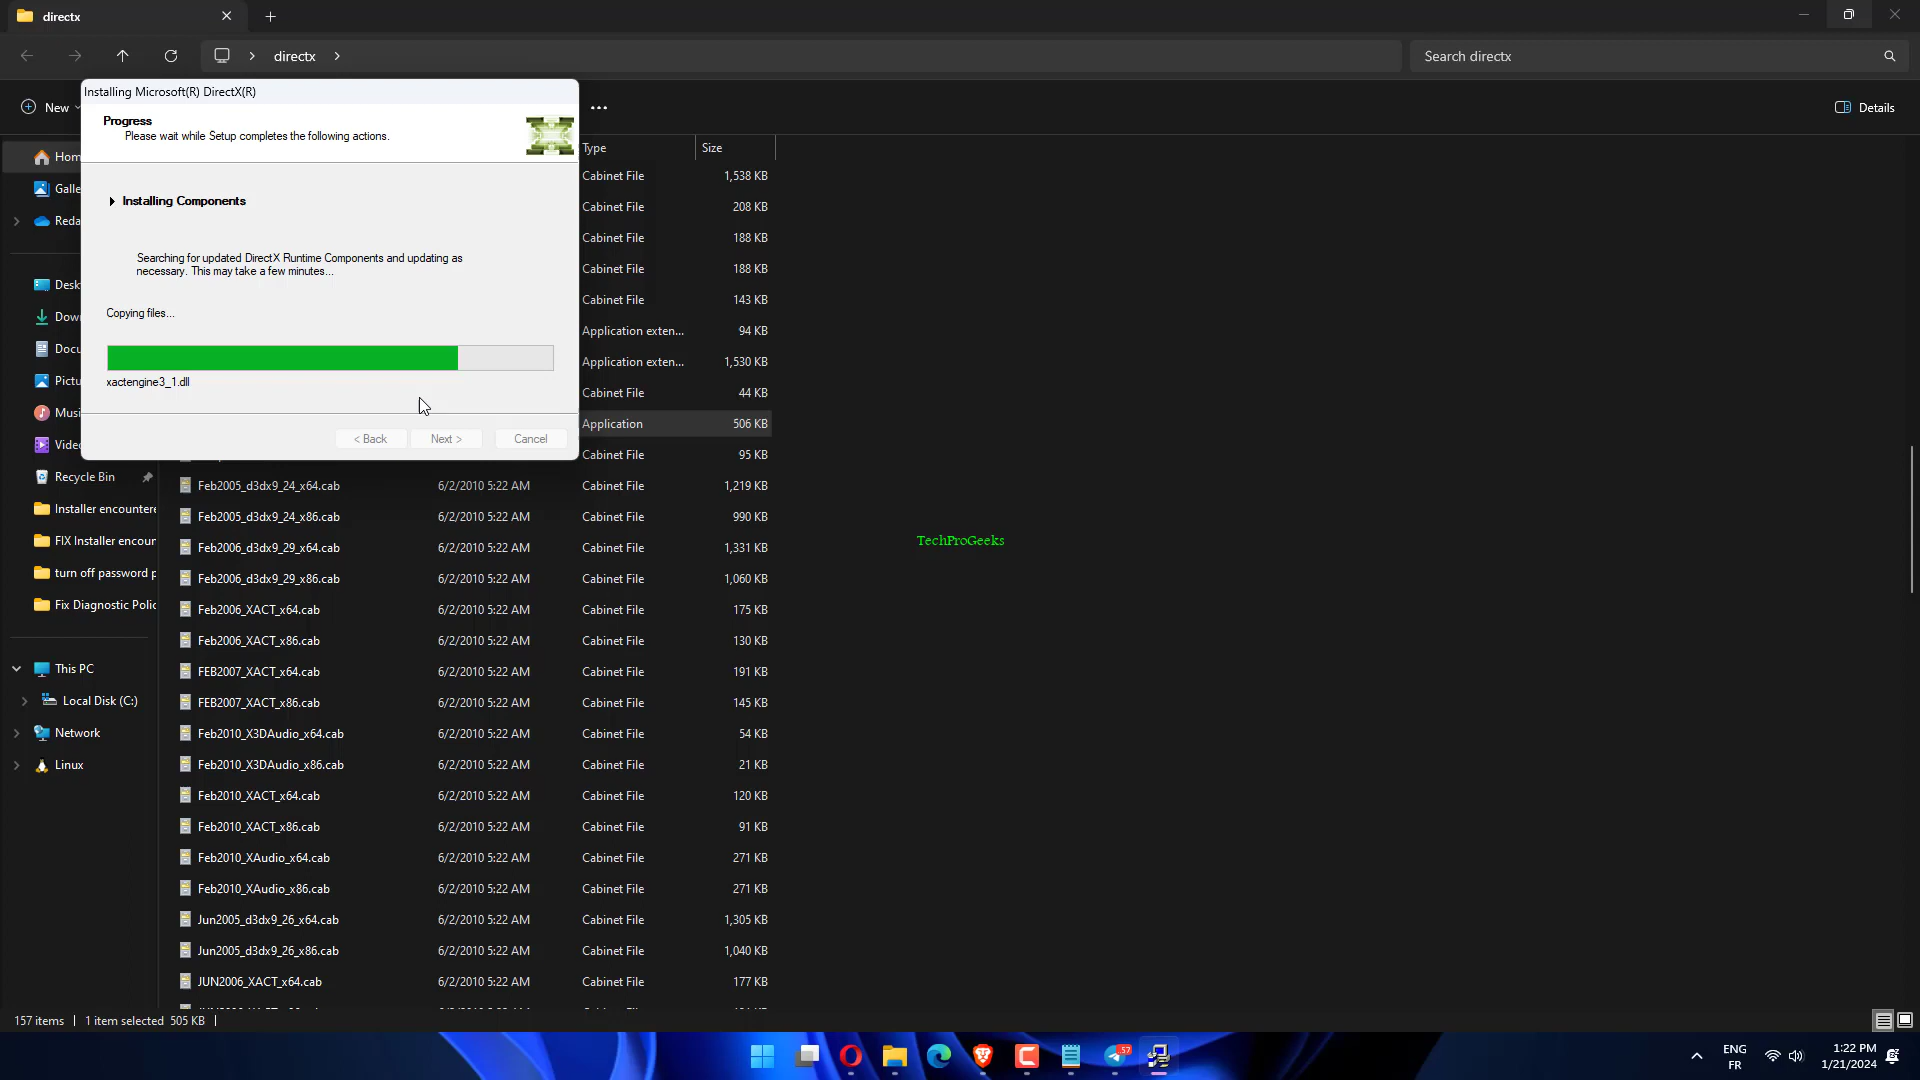 directx
directx
Search directx
New
Details
Installing Microsoft(R) DirectX(R)
Progress
Please wait while Setup completes the following actions.
Installing Components
Searching for updated DirectX Runtime Components and updating as
necessary. This may take a few minutes...
Copying files...
xactengine3_1.dll
< Back Next > Cancel
Hom
Galle
Reda
Desk
Down
Docu
Pictu
Musi
Video
Recycle Bin
Installer encountere
FIX Installer encour
turn off password p
Fix Diagnostic Polic
This PC
Local Disk (C:)
Network
Linux
Type Size
Cabinet File 1,538 KB
Cabinet File 208 KB
Cabinet File 188 KB
Cabinet File 188 KB
Cabinet File 143 KB
Application exten... 94 KB
Application exten... 1,530 KB
Cabinet File 44 KB
Application 506 KB
Cabinet File 95 KB
Feb2005_d3dx9_24_x64.cab 6/2/2010 5:22 AM Cabinet File 1,219 KB
Feb2005_d3dx9_24_x86.cab 6/2/2010 5:22 AM Cabinet File 990 KB
Feb2006_d3dx9_29_x64.cab 6/2/2010 5:22 AM Cabinet File 1,331 KB
Feb2006_d3dx9_29_x86.cab 6/2/2010 5:22 AM Cabinet File 1,060 KB
Feb2006_XACT_x64.cab 6/2/2010 5:22 AM Cabinet File 175 KB
Feb2006_XACT_x86.cab 6/2/2010 5:22 AM Cabinet File 130 KB
FEB2007_XACT_x64.cab 6/2/2010 5:22 AM Cabinet File 191 KB
FEB2007_XACT_x86.cab 6/2/2010 5:22 AM Cabinet File 145 KB
Feb2010_X3DAudio_x64.cab 6/2/2010 5:22 AM Cabinet File 54 KB
Feb2010_X3DAudio_x86.cab 6/2/2010 5:22 AM Cabinet File 21 KB
Feb2010_XACT_x64.cab 6/2/2010 5:22 AM Cabinet File 120 KB
Feb2010_XACT_x86.cab 6/2/2010 5:22 AM Cabinet File 91 KB
Feb2010_XAudio_x64.cab 6/2/2010 5:22 AM Cabinet File 271 KB
Feb2010_XAudio_x86.cab 6/2/2010 5:22 AM Cabinet File 271 KB
Jun2005_d3dx9_26_x64.cab 6/2/2010 5:22 AM Cabinet File 1,305 KB
Jun2005_d3dx9_26_x86.cab 6/2/2010 5:22 AM Cabinet File 1,040 KB
JUN2006_XACT_x64.cab 6/2/2010 5:22 AM Cabinet File 177 KB
TechProGeeks
157 items 1 item selected 505 KB
57
ENG
FR
1:22 PM
1/21/2024